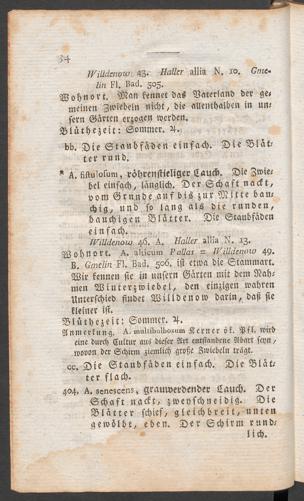 54
Willdenow 43. Haller allia N. 10. Gme-
lin Fl. Bad. 505.
Wohnort. Man kennet das Vaterland der ge-
meinen Zwiebeln nicht, die allenthalben in un-
sern Gärten erzogen werden.
Blüthezeit: Sommer. ♃.
bb. Die Staubfäden einfach. Die Blät-
ter rund.
* A. fistulosum, röhrenstieliger Lauch. Die Zwie-
bel einfach, länglich. Der Schaft nackt,
vom Grunde auf bis zur Mitte bau-
chig, und so lang als die runden,
bauchigen Blätter. Die Staubfäden
einfach.
Willdenow 46. A. Haller allia N. 13.
Wohnort. A. altaicum Pallas = Willdenow 49.
B. Gmelin Fl. Bad. 506. ist etwa die Stammart.
Wir kennen sie in unsern Gärten mit dem Nah-
men Winterzwiebel, den einzigen wahren
Unterschied findet Willdenow darin, daß sie
kleiner ist.
Blüthezeit: Sommer. ♃
Anmerkung. A. multibulbosum Kerner ök. Pfl. wird
eine durch Cultur aus dieser Art entstandene Abart seyn,
wovon der Schirm ziemlich große Zwiebeln trägt.
cc. Die Staubfäden einfach. Die Blät-
ter flach.
404. A. senescens, grauwerdender Lauch. Der
Schaft nackt, zweyschneidig. Die
Blätter schief, gleichbreit, unten
gewölbt, eben. Der Schirm rund-
lich.